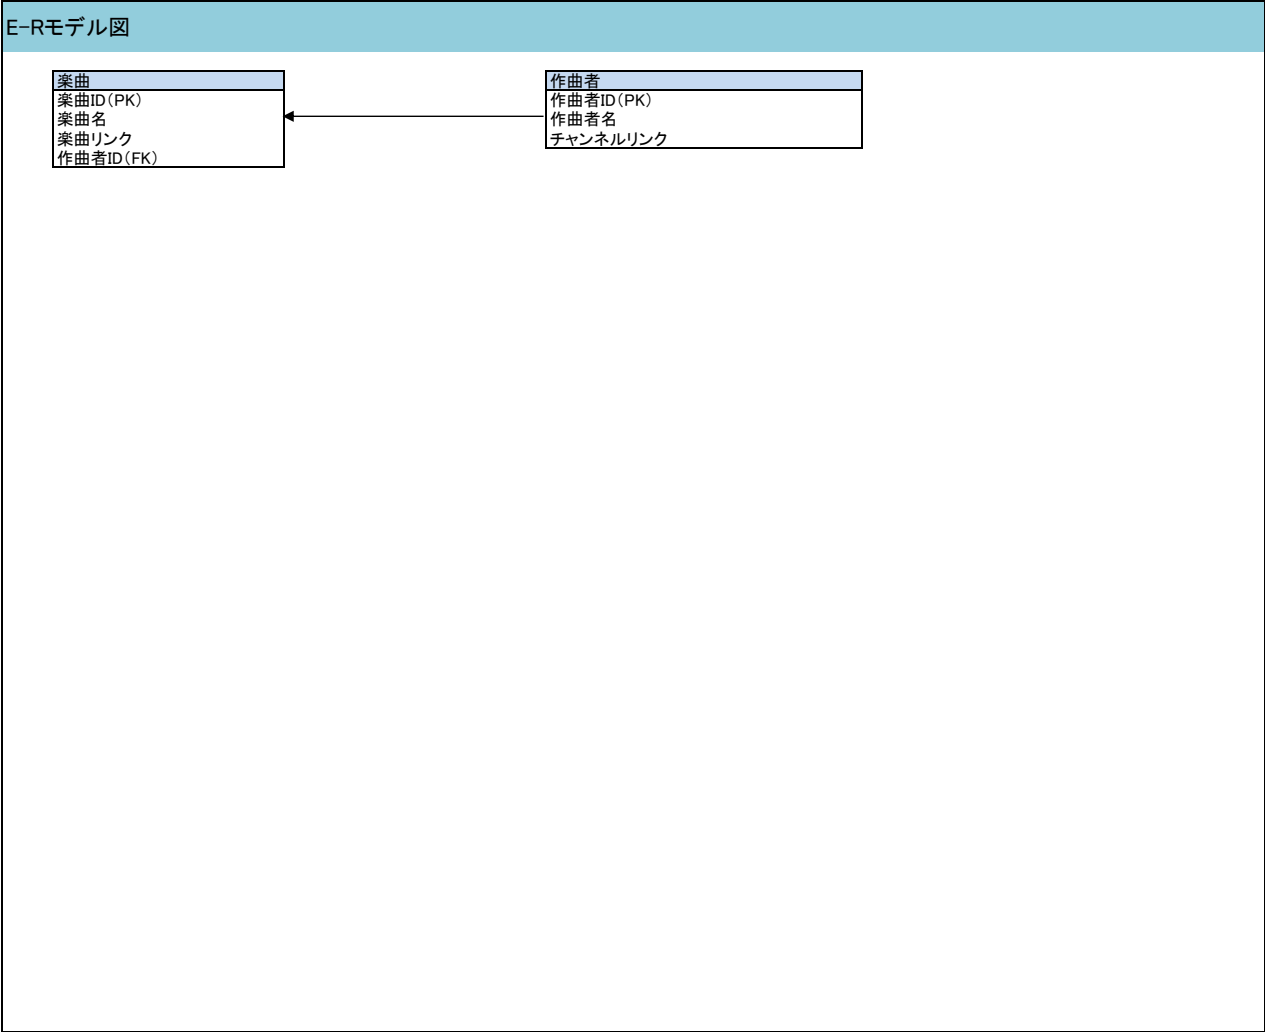 E-Rモデル図
楽曲
楽曲ID(PK)
楽曲名
楽曲リンク
作曲者ID(FK)
作曲者
作曲者ID(PK)
作曲者名
チャンネルリンク